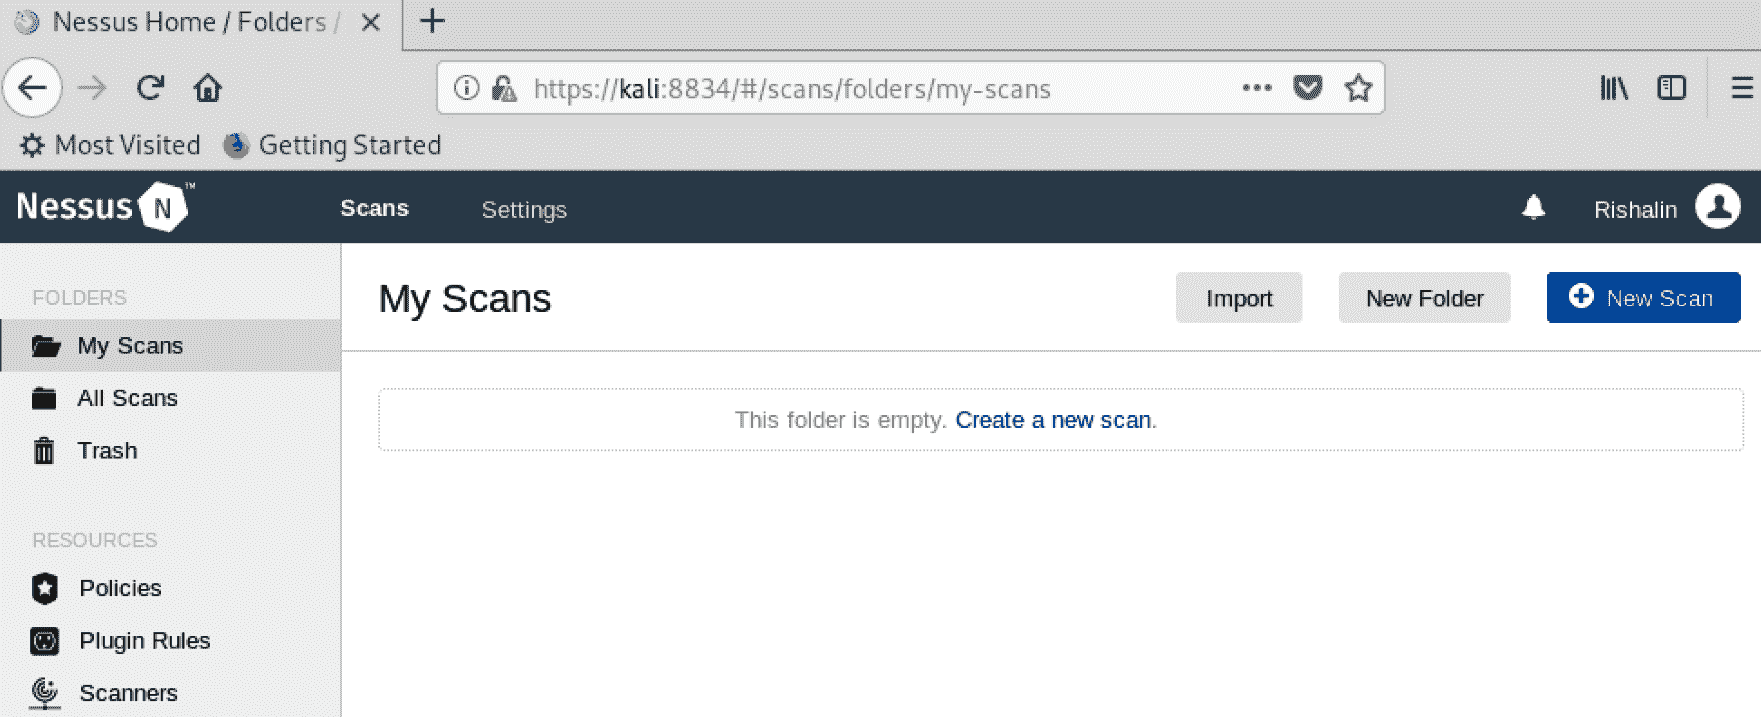 Nessus Home / Folders /
https://kali:8834/#/scans/folders/my-scans
Most Visited Getting Started
Nessus N ™ Scans Settings Rishalin
FOLDERS
My Scans
All Scans
Trash
RESOURCES
Policies
Plugin Rules
Scanners
My Scans Import New Folder New Scan
This folder is empty. Create a new scan.